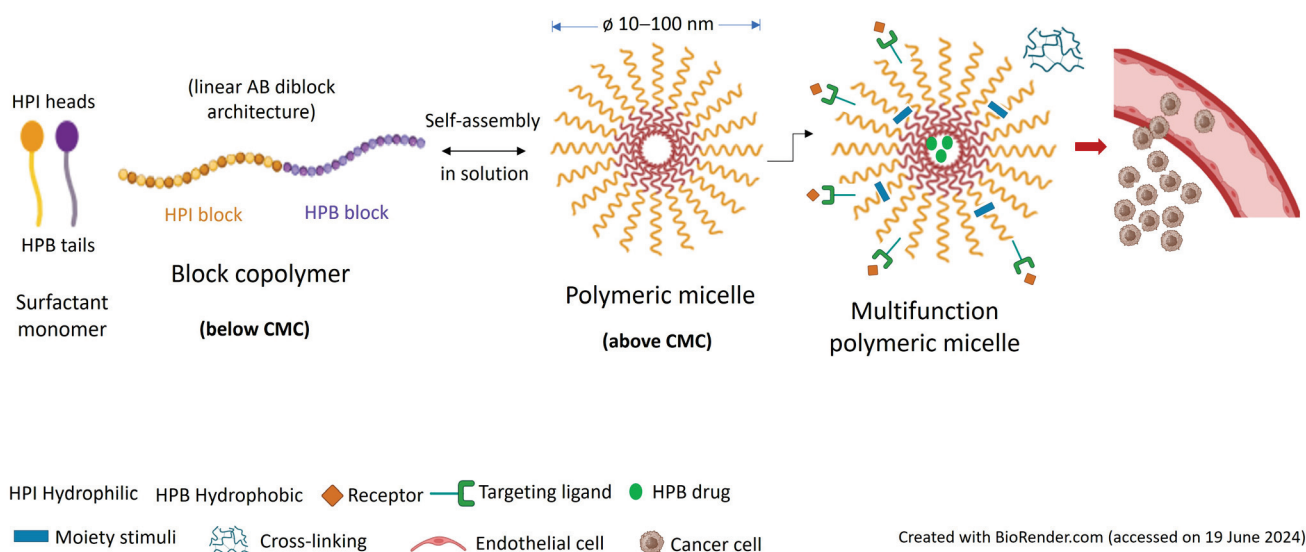 ø 10–100 nm
(linear AB diblock
architecture)
HPI heads
Self-assembly
in solution
HPI block
HPB block
HPB tails
Block copolymer
Surfactant
monomer
(below CMC)
Polymeric micelle
(above CMC)
Multifunction
polymeric micelle
HPI Hydrophilic HPB Hydrophobic Receptor Targeting ligand HPB drug
Moiety stimuli Cross-linking Endothelial cell Cancer cell
Created with BioRender.com (accessed on 19 June 2024)